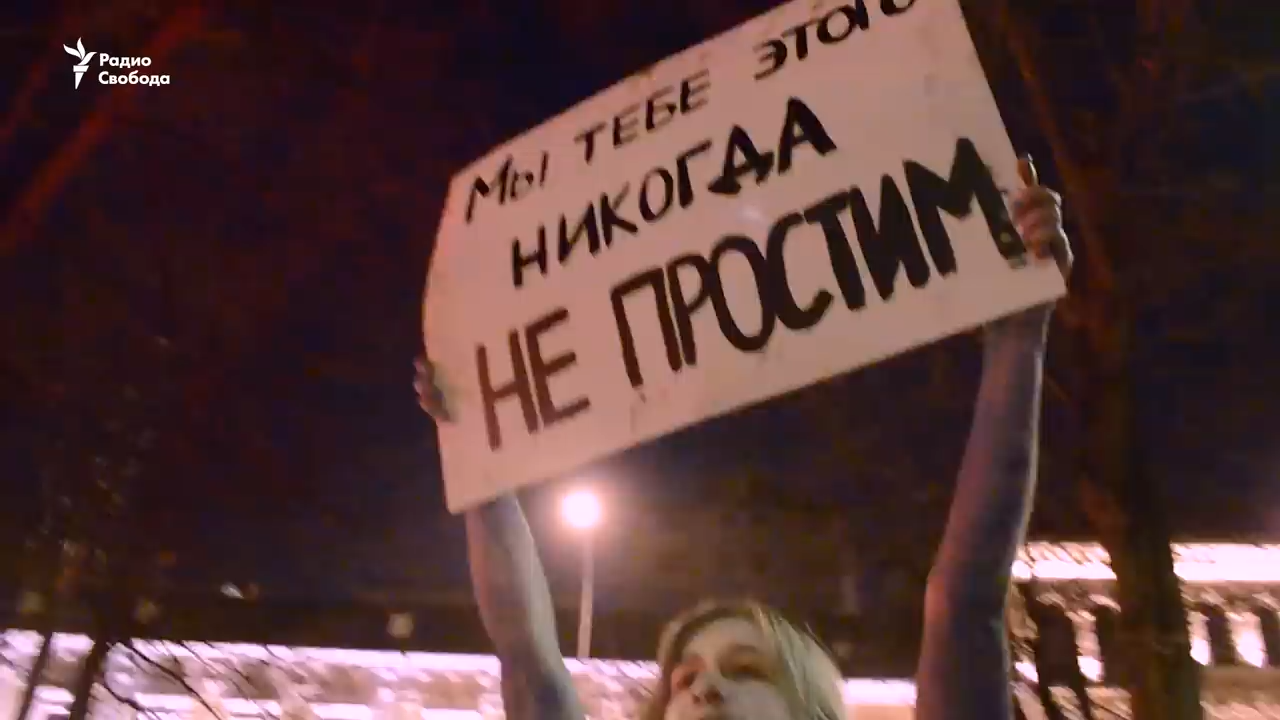 Радио
Свобода
Мы ТЕБЕ ЭТОГО
НИКОГДА
НЕ ПРОСТИМ